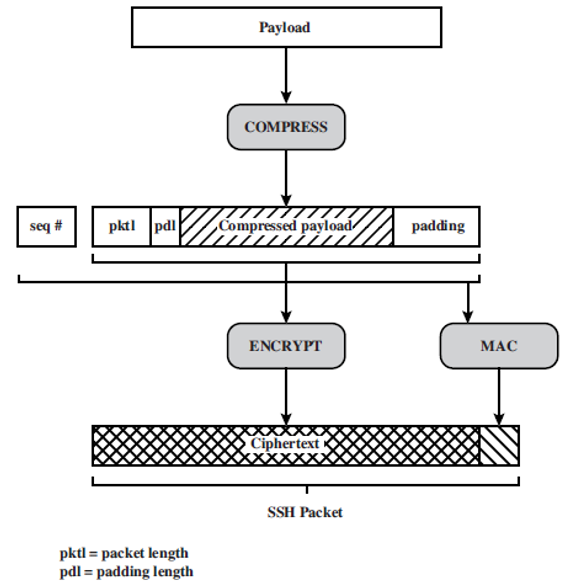 Payload
COMPRESS
seq # pktl pdl Compressed payload padding
ENCRYPT MAC
Ciphertext
SSH Packet
pktl = packet length
pdl = padding length